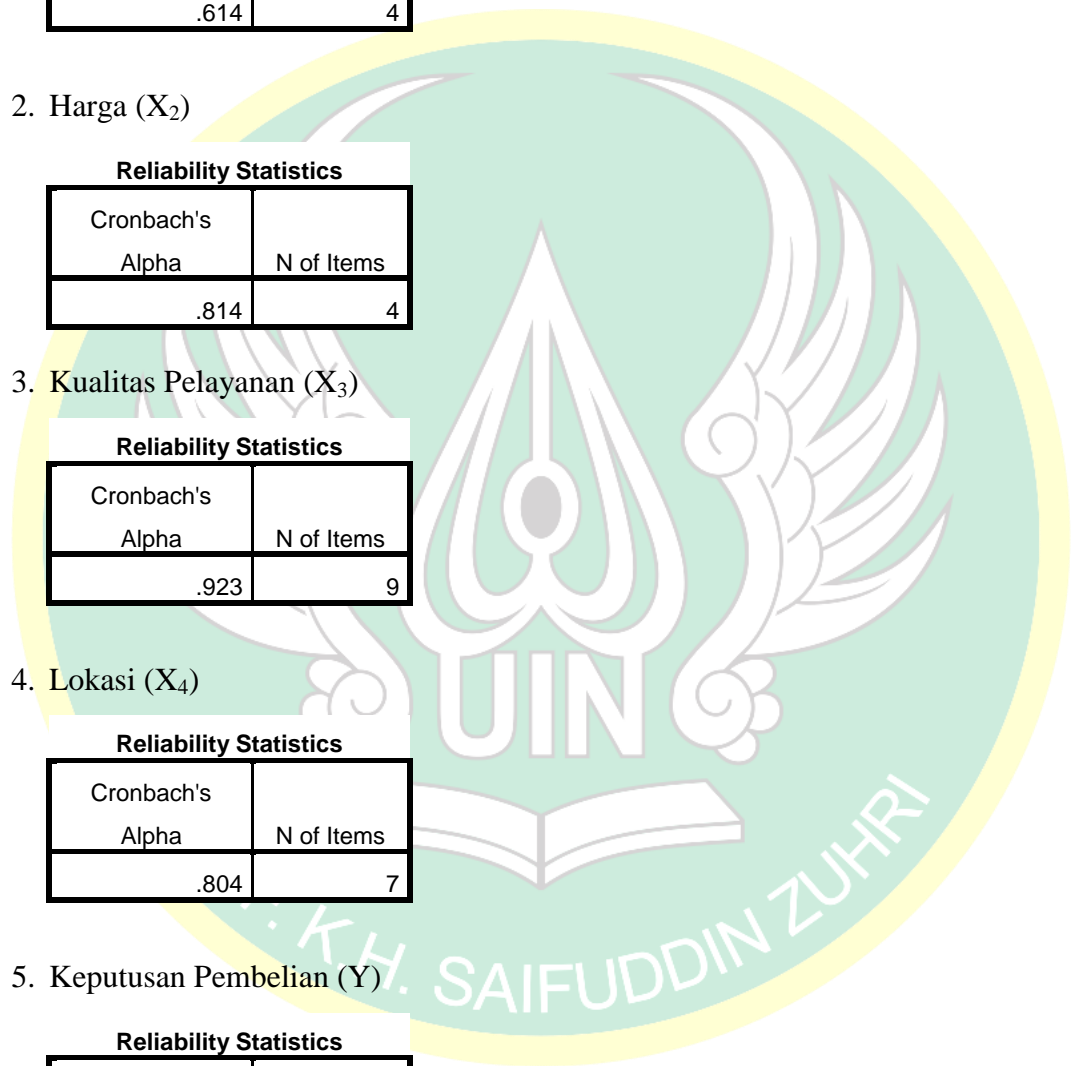 .614 4
2. Harga (X₂)
Reliability Statistics
Cronbach's
Alpha N of Items
.814 4
3. Kualitas Pelayanan (X₃)
Reliability Statistics
Cronbach's
Alpha N of Items
.923 9
4. Lokasi (X₄)
Reliability Statistics
Cronbach's
Alpha N of Items
.804 7
5. Keputusan Pembelian (Y)
Reliability Statistics
UIN
K.H. SAIFUDDIN ZUHRI